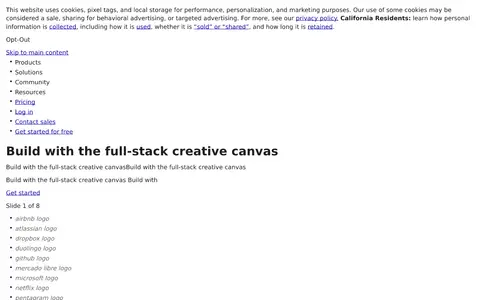 This website uses cookies, pixel tags, and local storage for performance, personalization, and marketing purposes. Our use of some cookies may be
considered a sale, sharing for behavioral advertising, or targeted advertising. For more, see our privacy policy. California Residents: learn how personal
information is collected, including how it is used, whether it is "sold" or "shared", and how long it is retained.
Opt-Out
Skip to main content
• Products
• Solutions
• Community
• Resources
• Pricing
• Log in
• Contact sales
• Get started for free
Build with the full-stack creative canvas
Build with the full-stack creative canvasBuild with the full-stack creative canvas
Build with the full-stack creative canvas Build with
Get started
Slide 1 of 8
• airbnb logo
• atlassian logo
• dropbox logo
• duolingo logo
• github logo
• mercado libre logo
• microsoft logo
• netflix logo
• pentagram logo